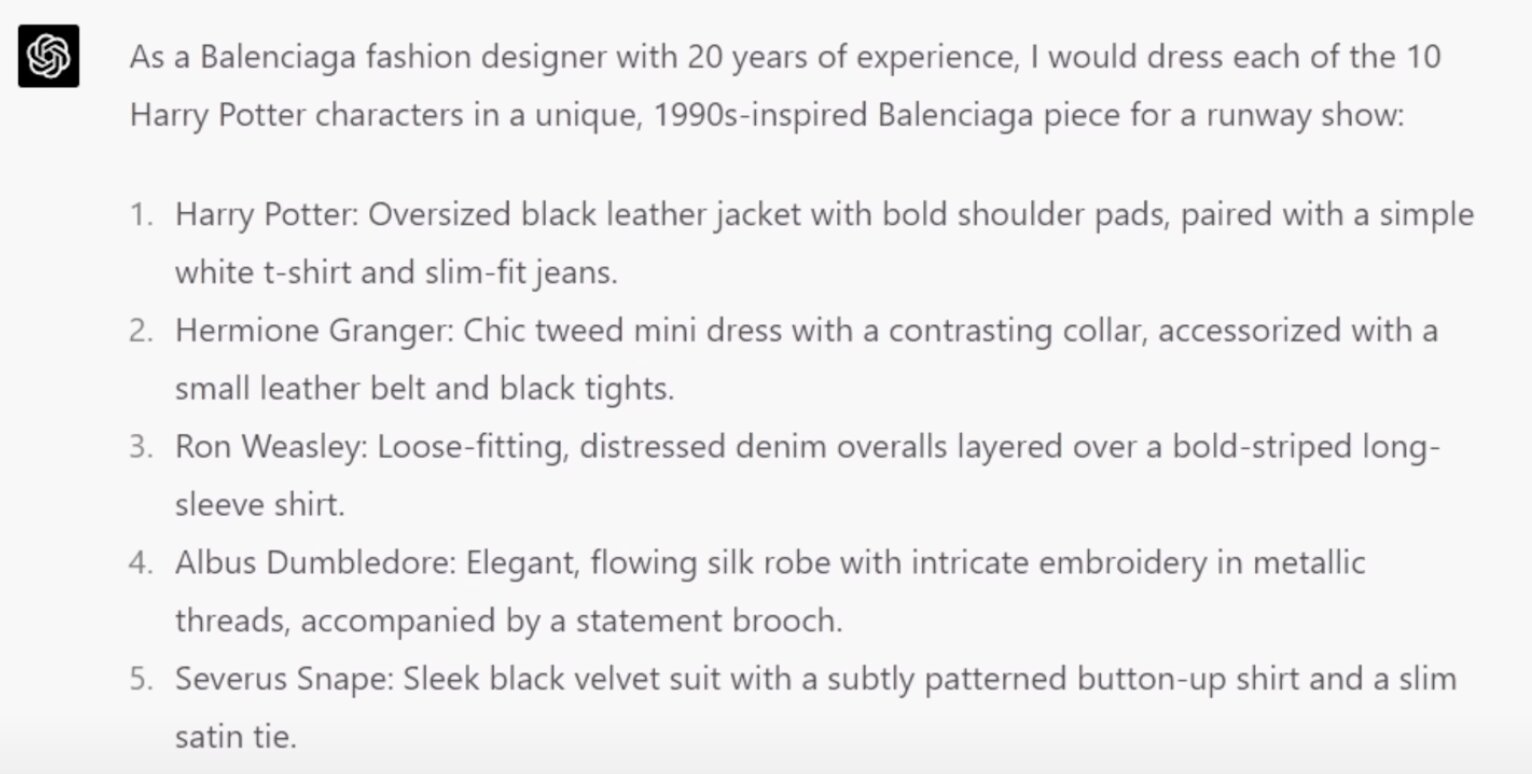 As a Balenciaga fashion designer with 20 years of experience, I would dress each of the 10
Harry Potter characters in a unique, 1990s-inspired Balenciaga piece for a runway show:
1. Harry Potter: Oversized black leather jacket with bold shoulder pads, paired with a simple
white t-shirt and slim-fit jeans.
2. Hermione Granger: Chic tweed mini dress with a contrasting collar, accessorized with a
small leather belt and black tights.
3. Ron Weasley: Loose-fitting, distressed denim overalls layered over a bold-striped long-
sleeve shirt.
4. Albus Dumbledore: Elegant, flowing silk robe with intricate embroidery in metallic
threads, accompanied by a statement brooch.
5. Severus Snape: Sleek black velvet suit with a subtly patterned button-up shirt and a slim
satin tie.